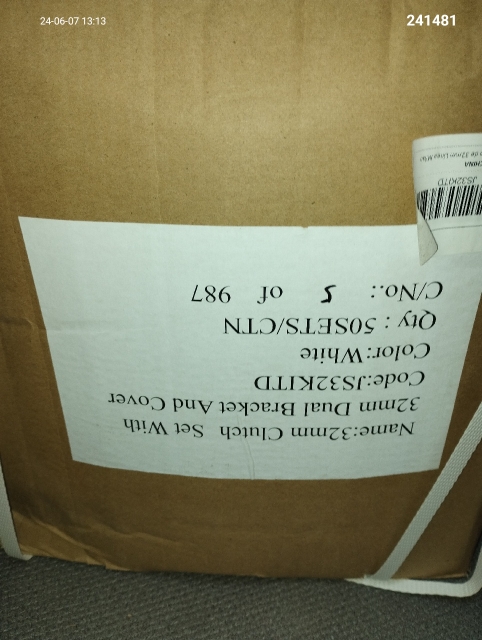 24-06-07 13:13
241481
Name:32mm Clutch Set With
32mm Dual Bracket And Cover
Code:JS32KITD
Color:White
Qty : 50SETS/CTN
C/No.: 5 of 987
JS32KITD